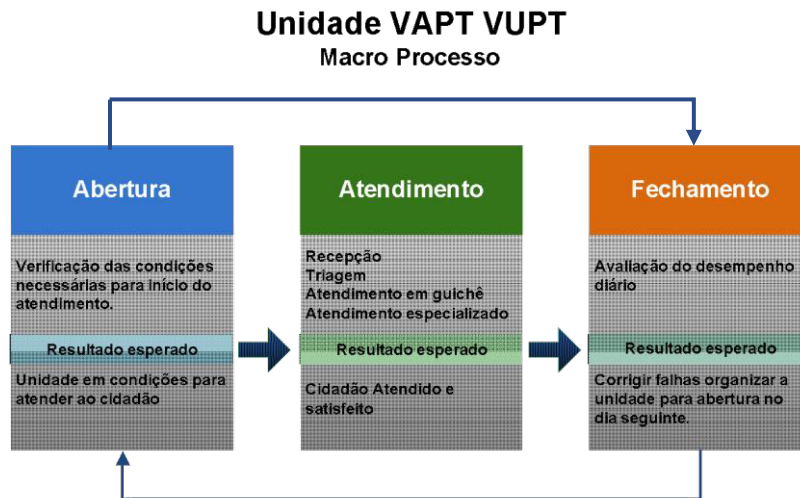 Unidade VAPT VUPT
Macro Processo
Abertura
Verificação das condições
necessárias para início do
atendimento.
Resultado esperado
Unidade em condições para
atender ao cidadão
Atendimento
Recepção
Triagem
Atendimento em guichê
Atendimento especializado
Resultado esperado
Cidadão Atendido e
satisfeito
Fechamento
Avaliação do desempenho
diário
Resultado esperado
Corrigir falhas organizar a
unidade para abertura no
dia seguinte.